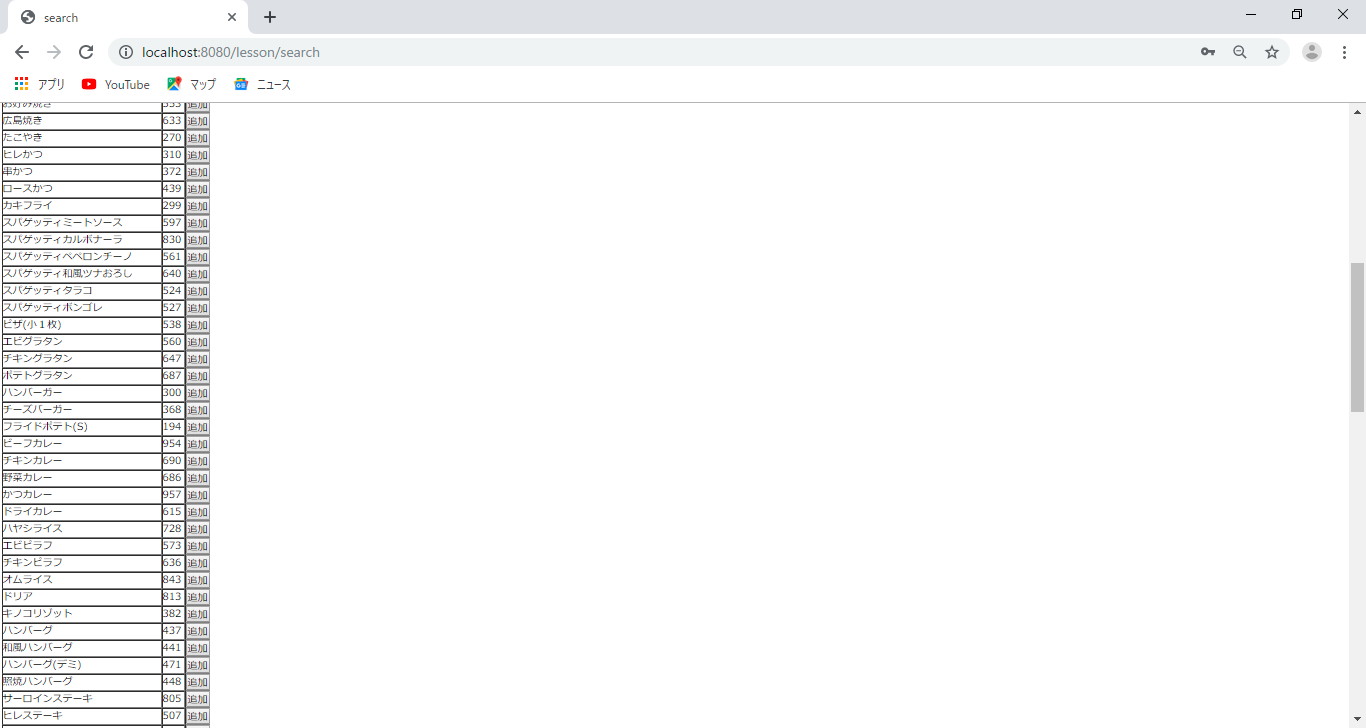 search
localhost:8080/lesson/search
アプリ YouTube マップ ニュース
お好み焼き 553 追加
広島焼き 633 追加
たこやき 270 追加
ヒレかつ 310 追加
串かつ 372 追加
ロースかつ 439 追加
カキフライ 299 追加
スパゲッティミートソース 597 追加
スパゲッティカルボナーラ 830 追加
スパゲッティペペロンチーノ 561 追加
スパゲッティ和風ツナおろし 640 追加
スパゲッティタラコ 524 追加
スパゲッティボンゴレ 527 追加
ピザ(小１枚) 538 追加
エビグラタン 560 追加
チキングラタン 647 追加
ポテトグラタン 687 追加
ハンバーガー 300 追加
チーズバーガー 368 追加
フライドポテト(S) 194 追加
ビーフカレー 954 追加
チキンカレー 690 追加
野菜カレー 686 追加
かつカレー 957 追加
ドライカレー 615 追加
ハヤシライス 728 追加
エビピラフ 573 追加
チキンピラフ 636 追加
オムライス 843 追加
ドリア 813 追加
キノコリゾット 382 追加
ハンバーグ 437 追加
和風ハンバーグ 441 追加
ハンバーグ(デミ) 471 追加
照焼ハンバーグ 448 追加
サーロインステーキ 805 追加
ヒレステーキ 507 追加